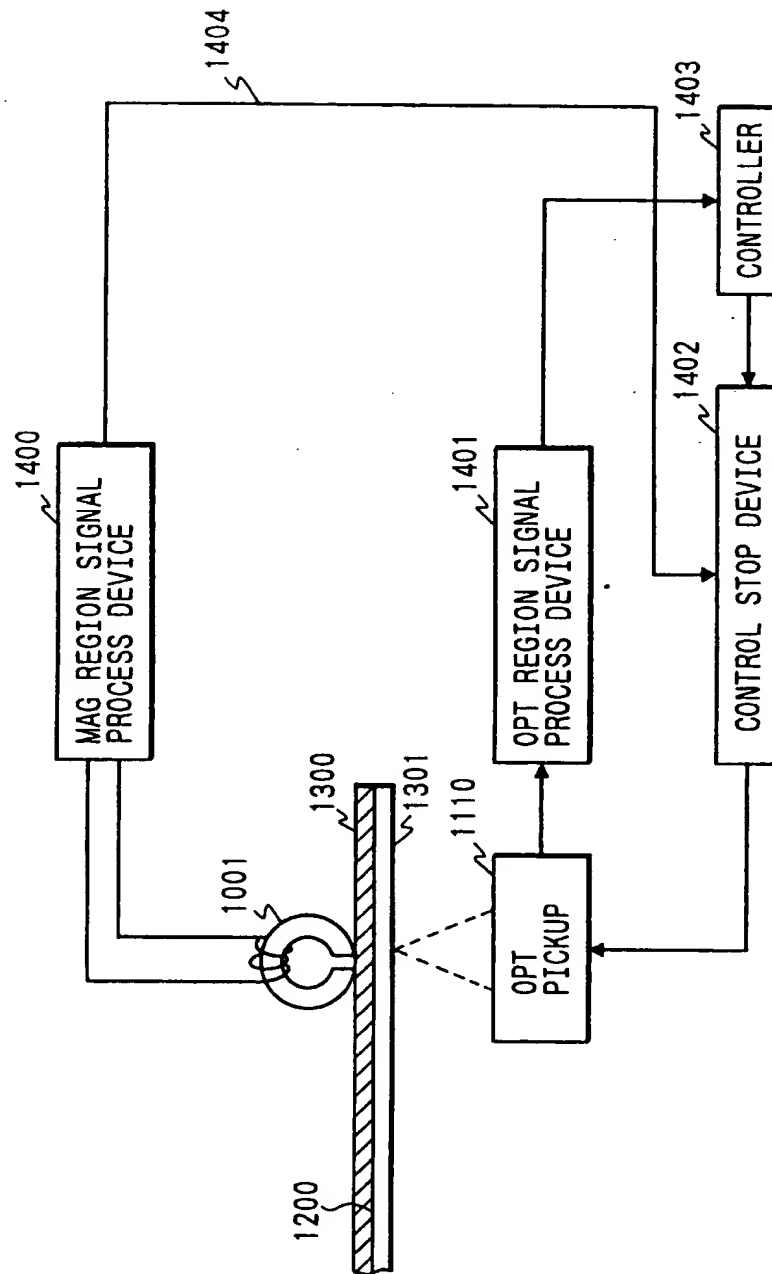 1404
1400
MAG REGION SIGNAL
PROCESS DEVICE
1001
1300
1301
1200
1110
OPT
PICKUP
1401
OPT REGION SIGNAL
PROCESS DEVICE
1402
CONTROL STOP DEVICE
1403
CONTROLLER